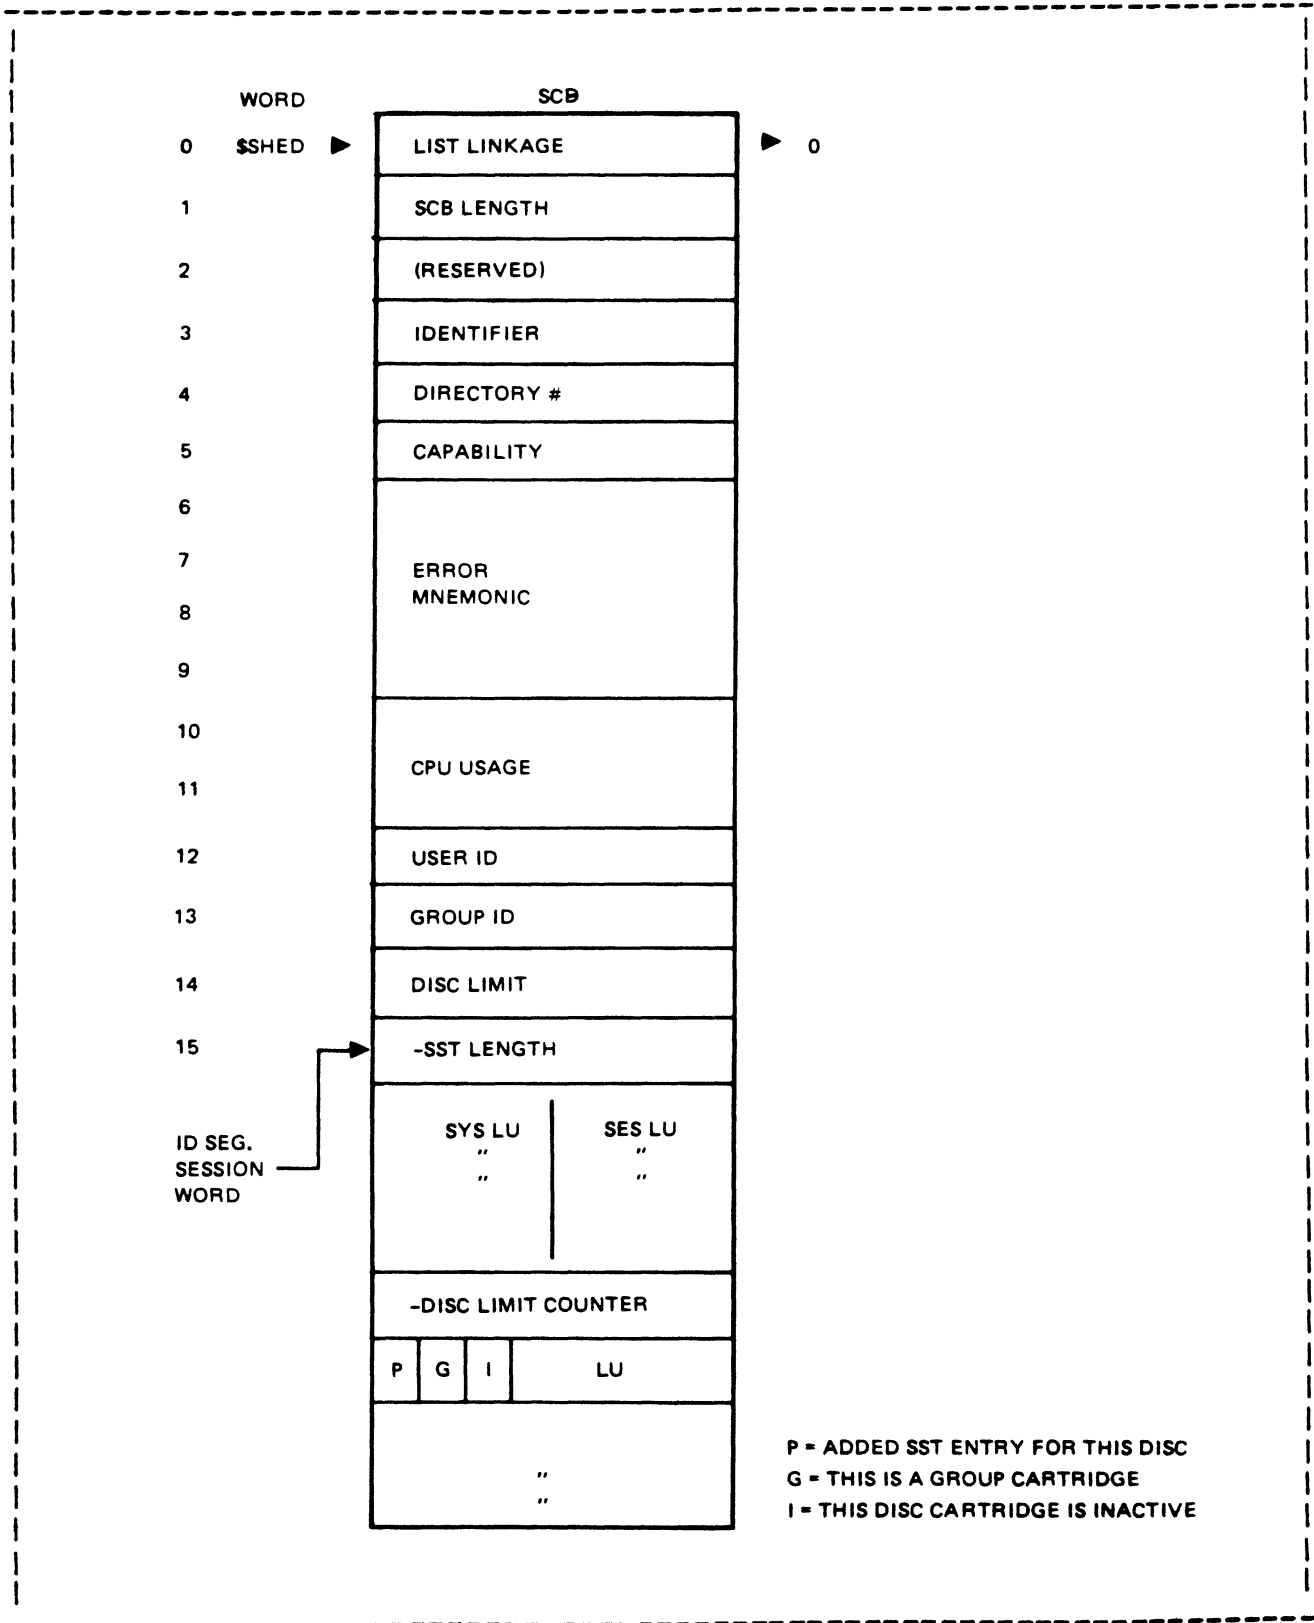 WORD SCB
0 $SHED ► LIST LINKAGE ► 0
1 SCB LENGTH
2 (RESERVED)
3 IDENTIFIER
4 DIRECTORY #
5 CAPABILITY
6
7
ERROR
MNEMONIC
8
9
10
CPU USAGE
11
12 USER ID
13 GROUP ID
14 DISC LIMIT
15 -SST LENGTH
ID SEG.
SESSION
WORD
SYS LU SES LU
" "
" "
-DISC LIMIT COUNTER
P G I LU
"
"
P = ADDED SST ENTRY FOR THIS DISC
G = THIS IS A GROUP CARTRIDGE
I = THIS DISC CARTRIDGE IS INACTIVE